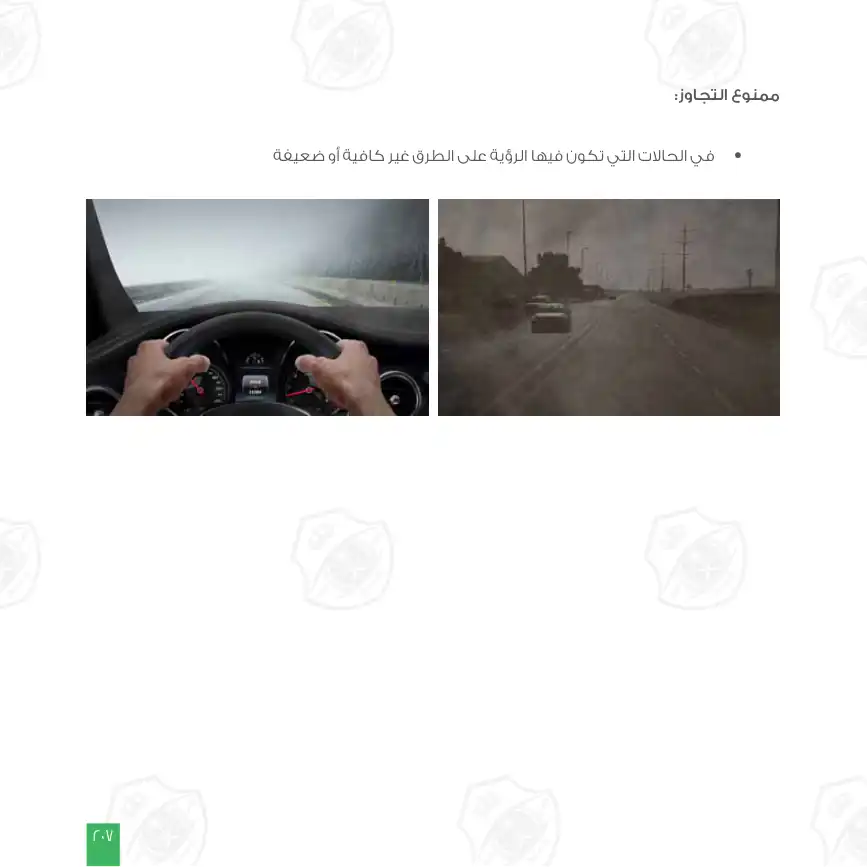 ممنوع التجاوز:
• في الحالات التي تكون فيها الرؤية على الطرق غير كافية أو ضعيفة
٢٠٧